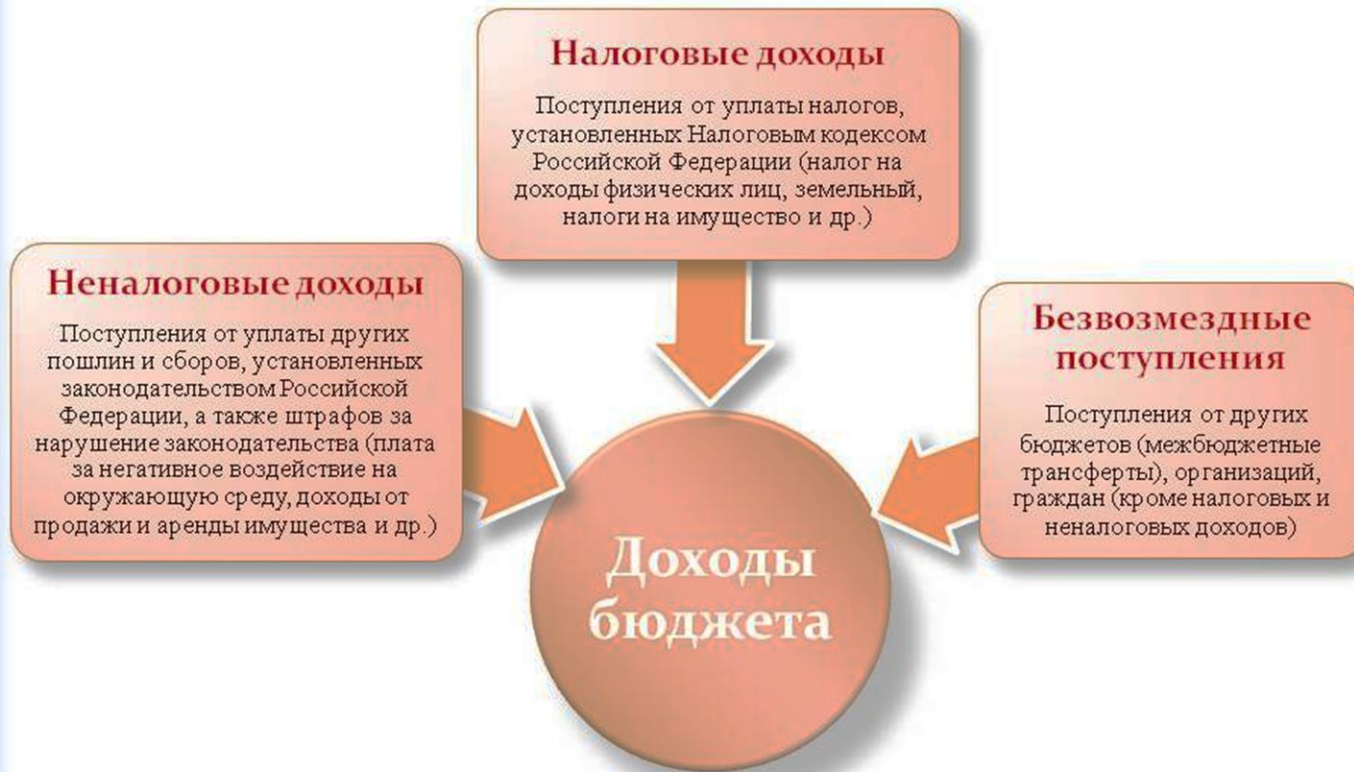 Налоговые доходы
Поступления от уплаты налогов,
установленных Налоговым кодексом
Российской Федерации (налог на
доходы физических лиц, земельный,
налоги на имущество и др.)
Неналоговые доходы
Поступления от уплаты других
пошлин и сборов, установленных
законодательством Российской
Федерации, а также штрафов за
нарушение законодательства (плата
за негативное воздействие на
окружающую среду, доходы от
продажи и аренды имущества и др.)
Безвозмездные
поступления
Поступления от других
бюджетов (межбюджетные
трансферты), организаций,
граждан (кроме налоговых и
неналоговых доходов)
Доходы
бюджета